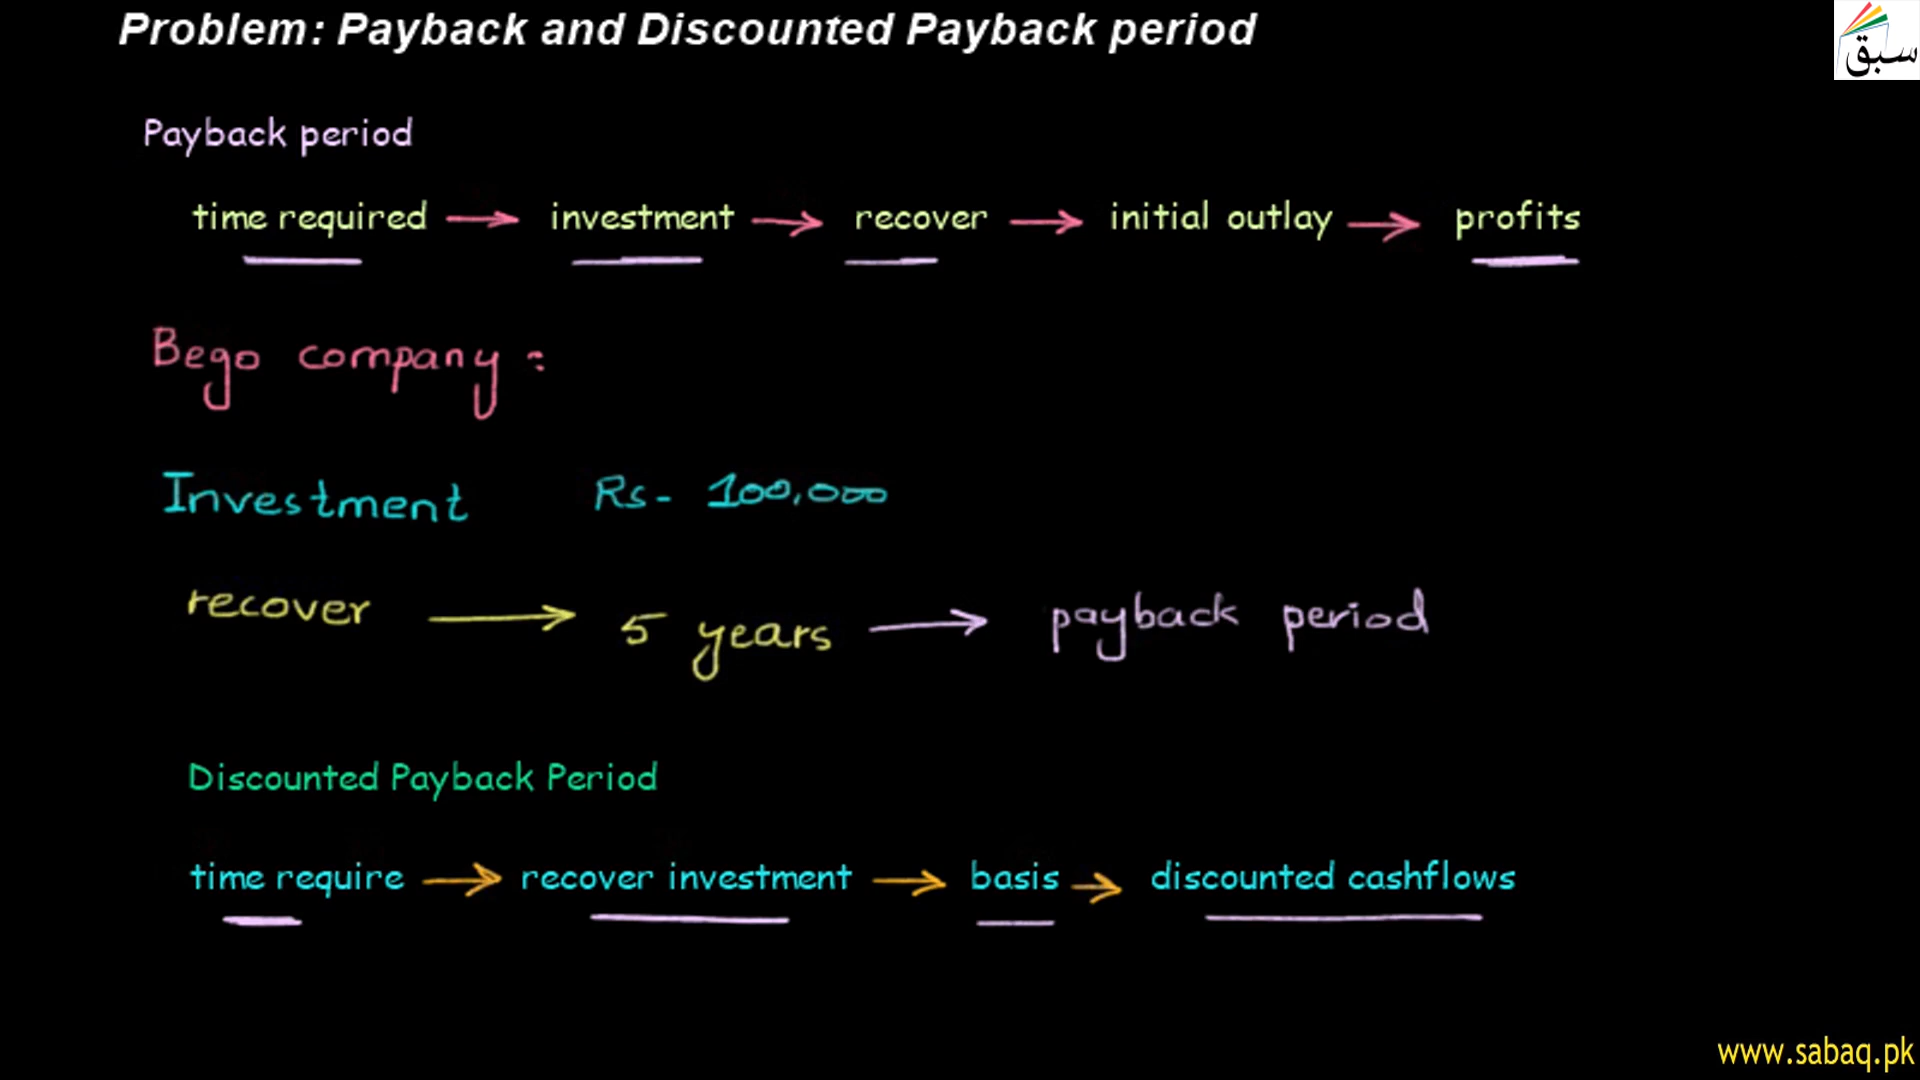 Problem: Payback and Discounted Payback period
سبق
Payback period
time required → investment → recover → initial outlay → profits
Bego company :
Investment Rs- 100,000
recover → 5 years → payback period
Discounted Payback Period
time require → recover investment → basis → discounted cashflows
www.sabaq.pk